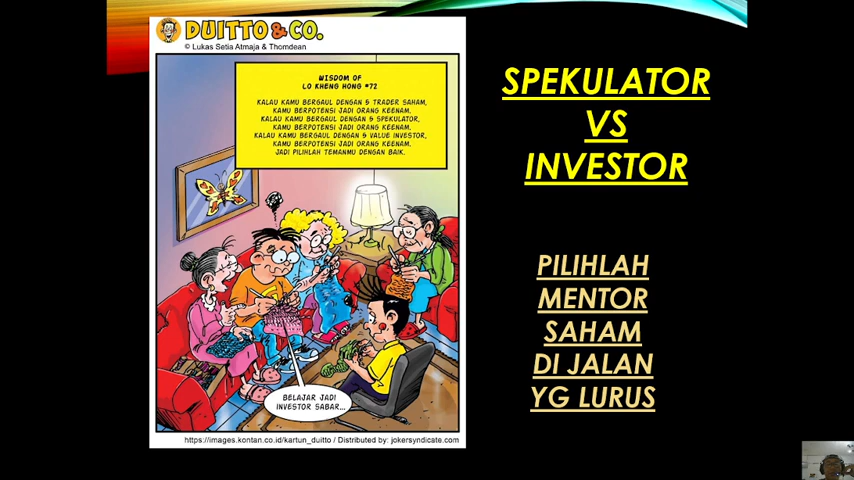 DUITTO & CO.
© Lukas Setia Atmaja & Thomdean
WISDOM OF
LO KHENG HONG #72
KALAU KAMU BERGAUL DENGAN 5 TRADER SAHAM,
KAMU BERPOTENSI JADI ORANG KEENAM.
KALAU KAMU BERGAUL DENGAN 5 SPEKULATOR,
KAMU BERPOTENSI JADI ORANG KEENAM.
KALAU KAMU BERGAUL DENGAN 5 VALUE INVESTOR,
KAMU BERPOTENSI JADI ORANG KEENAM.
JADI PILIHLAH TEMANMU DENGAN BAIK.
BELAJAR JADI
INVESTOR SABAR...
https://images.kontan.co.id/kartun_duitto / Distributed by: jokersyndicate.com
SPEKULATOR
VS
INVESTOR
PILIHLAH
MENTOR
SAHAM
DI JALAN
YG LURUS